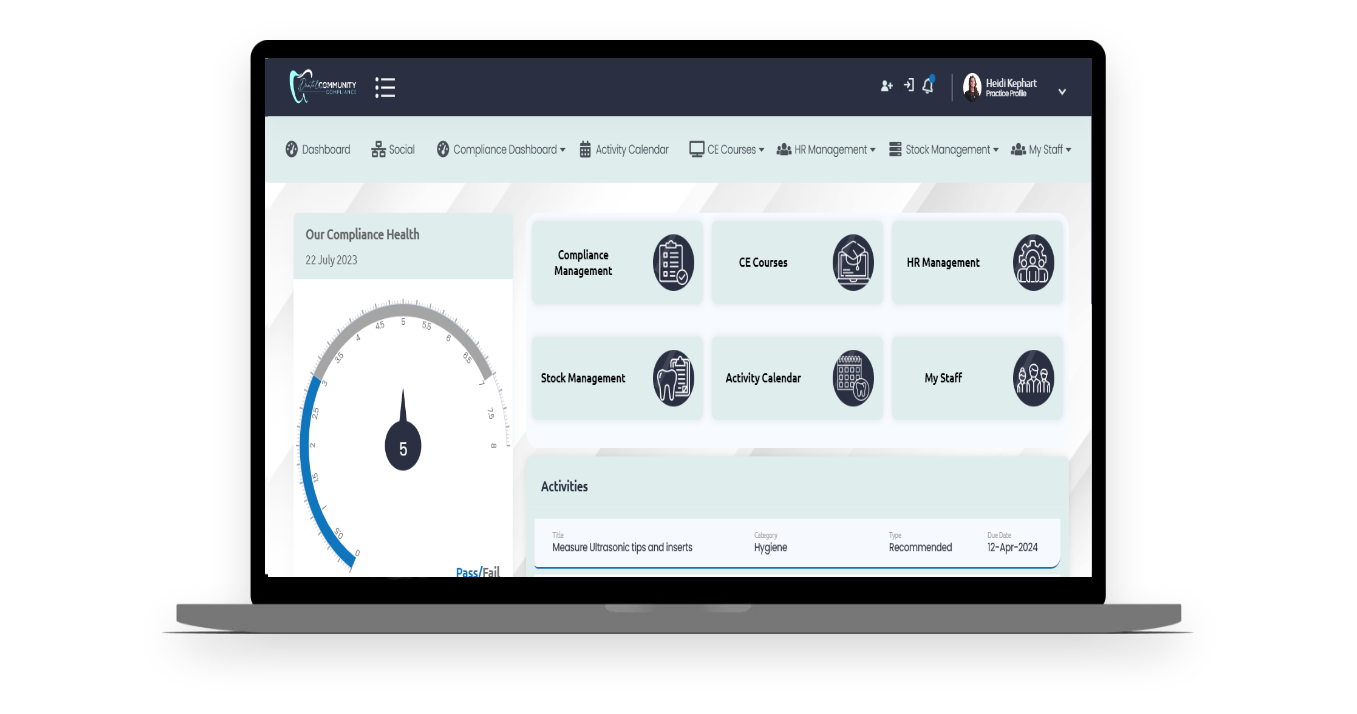 Dental COMMUNITY
COMPLIANCE
Heidi Kephart
Practice Profile
Dashboard Social Compliance Dashboard Activity Calendar CE Courses HR Management Stock Management My Staff
Our Compliance Health
22 July 2023
Compliance
Management
CE Courses
HR Management
Stock Management
Activity Calendar
My Staff
4.5 5 5.5
4 6
3.5 6.5
3 7
2.5 7.5
2 8
1.5
1
0.5
0
5
Pass/Fail
Activities
Title Category Type Due Date
Measure Ultrasonic tips and inserts Hygiene Recommended 12-Apr-2024